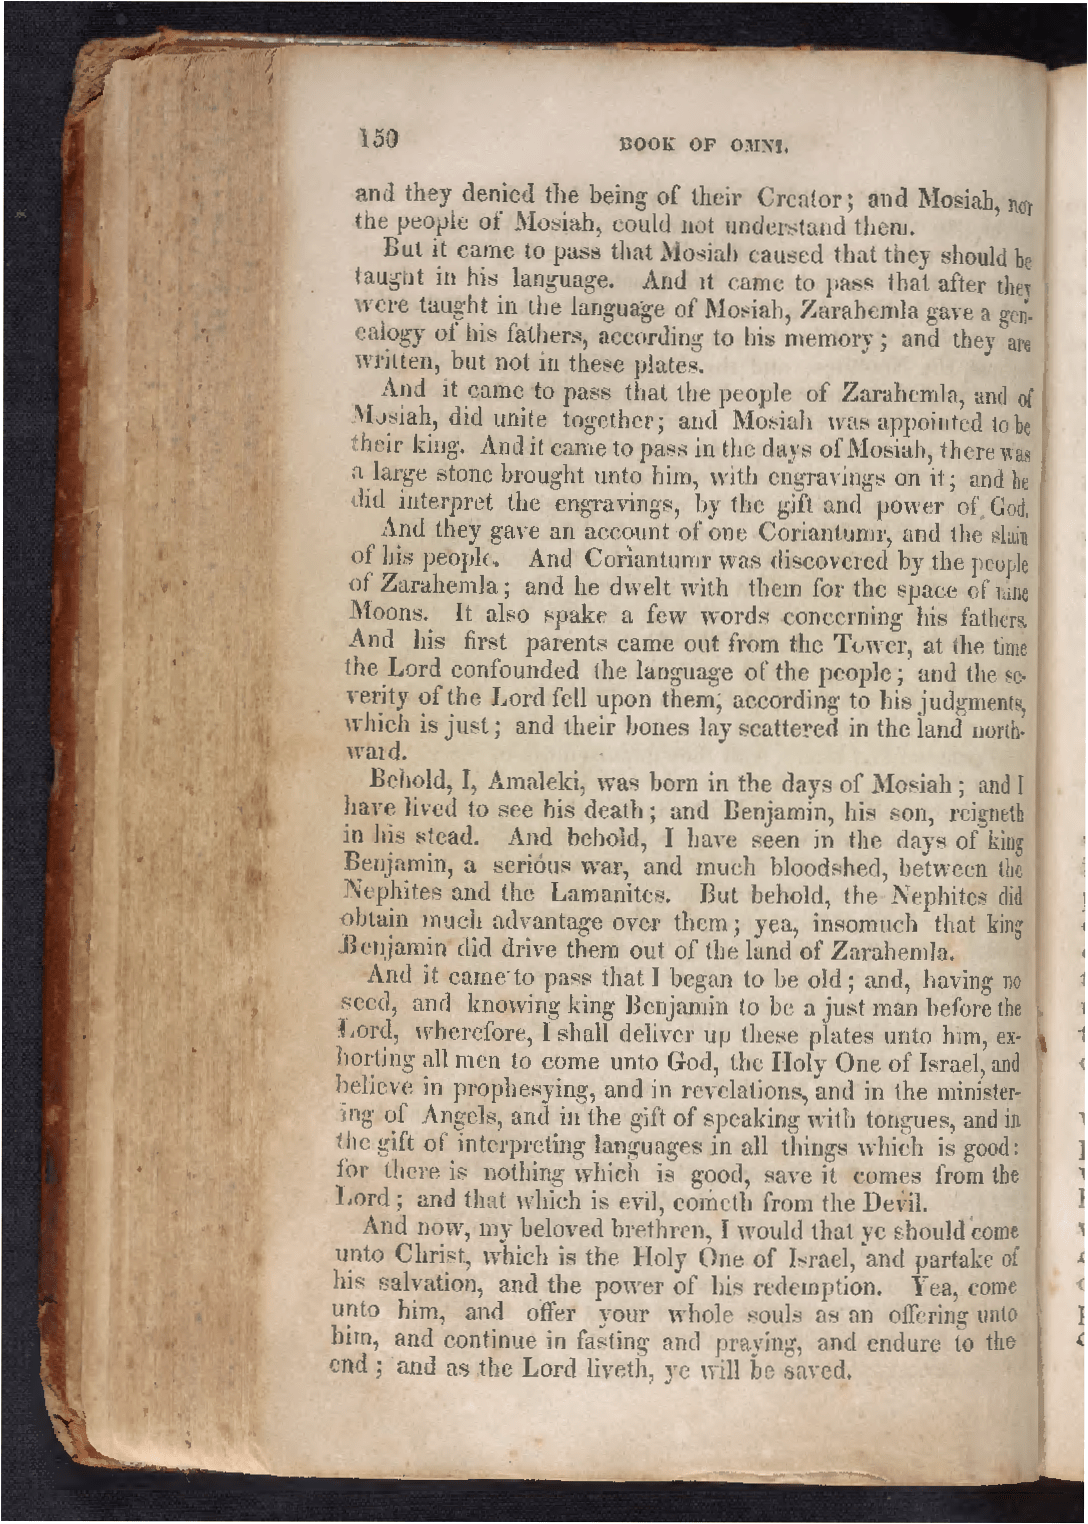 150 BOOK OF OMNI.
and they denied the being of their Creator; and Mosiah, nor
the people of Mosiah, could not understand them.
But it came to pass that Mosiah caused that they should be
taught in his language. And it came to pass that after they
were taught in the language of Mosiah, Zarahemla gave a gen-
ealogy of his fathers, according to his memory; and they are
written, but not in these plates.
And it came to pass that the people of Zarahemla, and of
Mosiah, did unite together; and Mosiah was appointed to be
their king. And it came to pass in the days of Mosiah, there was
a large stone brought unto him, with engravings on it; and he
did interpret the engravings, by the gift and power of God.
And they gave an account of one Coriantumr, and the slain
of his people. And Coriantumr was discovered by the people
of Zarahemla; and he dwelt with them for the space of nine
Moons. It also spake a few words concerning his fathers.
And his first parents came out from the Tower, at the time
the Lord confounded the language of the people; and the se-
verity of the Lord fell upon them, according to his judgments,
which is just; and their bones lay scattered in the land north-
ward.
Behold, I, Amaleki, was born in the days of Mosiah; and I
have lived to see his death; and Benjamin, his son, reigneth
in his stead. And behold, I have seen in the days of king
Benjamin, a serious war, and much bloodshed, between the
Nephites and the Lamanites. But behold, the Nephites did
obtain much advantage over them; yea, insomuch that king
Benjamin did drive them out of the land of Zarahemla.
And it came to pass that I began to be old; and, having no
seed, and knowing king Benjamin to be a just man before the
Lord, wherefore, I shall deliver up these plates unto him, ex-
horting all men to come unto God, the Holy One of Israel, and
believe in prophesying, and in revelations, and in the minister-
ing of Angels, and in the gift of speaking with tongues, and in
the gift of interpreting languages in all things which is good:
for there is nothing which is good, save it comes from the
Lord; and that which is evil, cometh from the Devil.
And now, my beloved brethren, I would that ye should come
unto Christ, which is the Holy One of Israel, and partake of
his salvation, and the power of his redemption. Yea, come
unto him, and offer your whole souls as an offering unto
him, and continue in fasting and praying, and endure to the
end; and as the Lord liveth, ye will be saved.